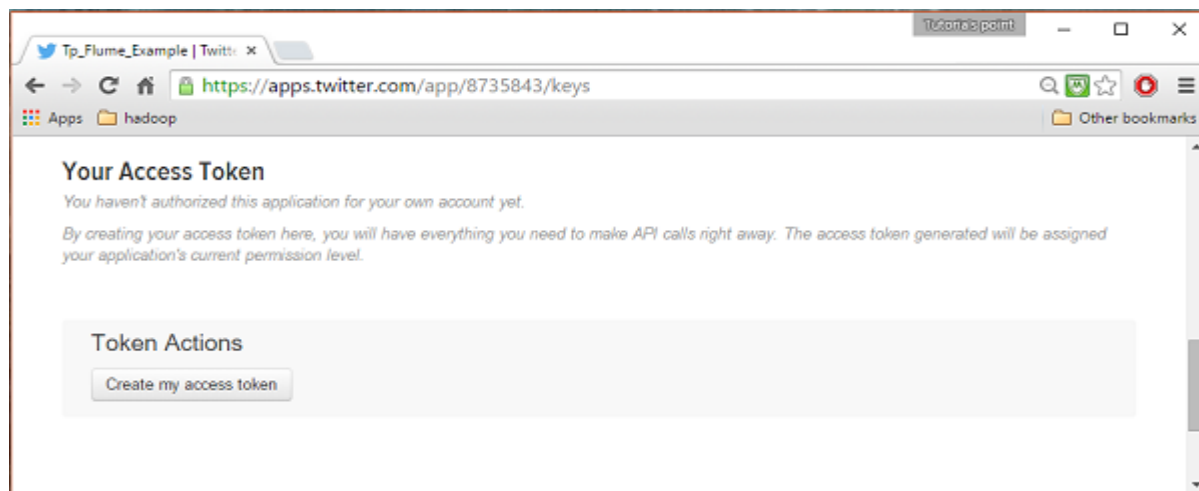 Tutorials point
Tp_Flume_Example | Twitte
https://apps.twitter.com/app/8735843/keys
Apps
hadoop
Other bookmarks
Your Access Token
You haven't authorized this application for your own account yet.
By creating your access token here, you will have everything you need to make API calls right away. The access token generated will be assigned
your application's current permission level.
Token Actions
Create my access token